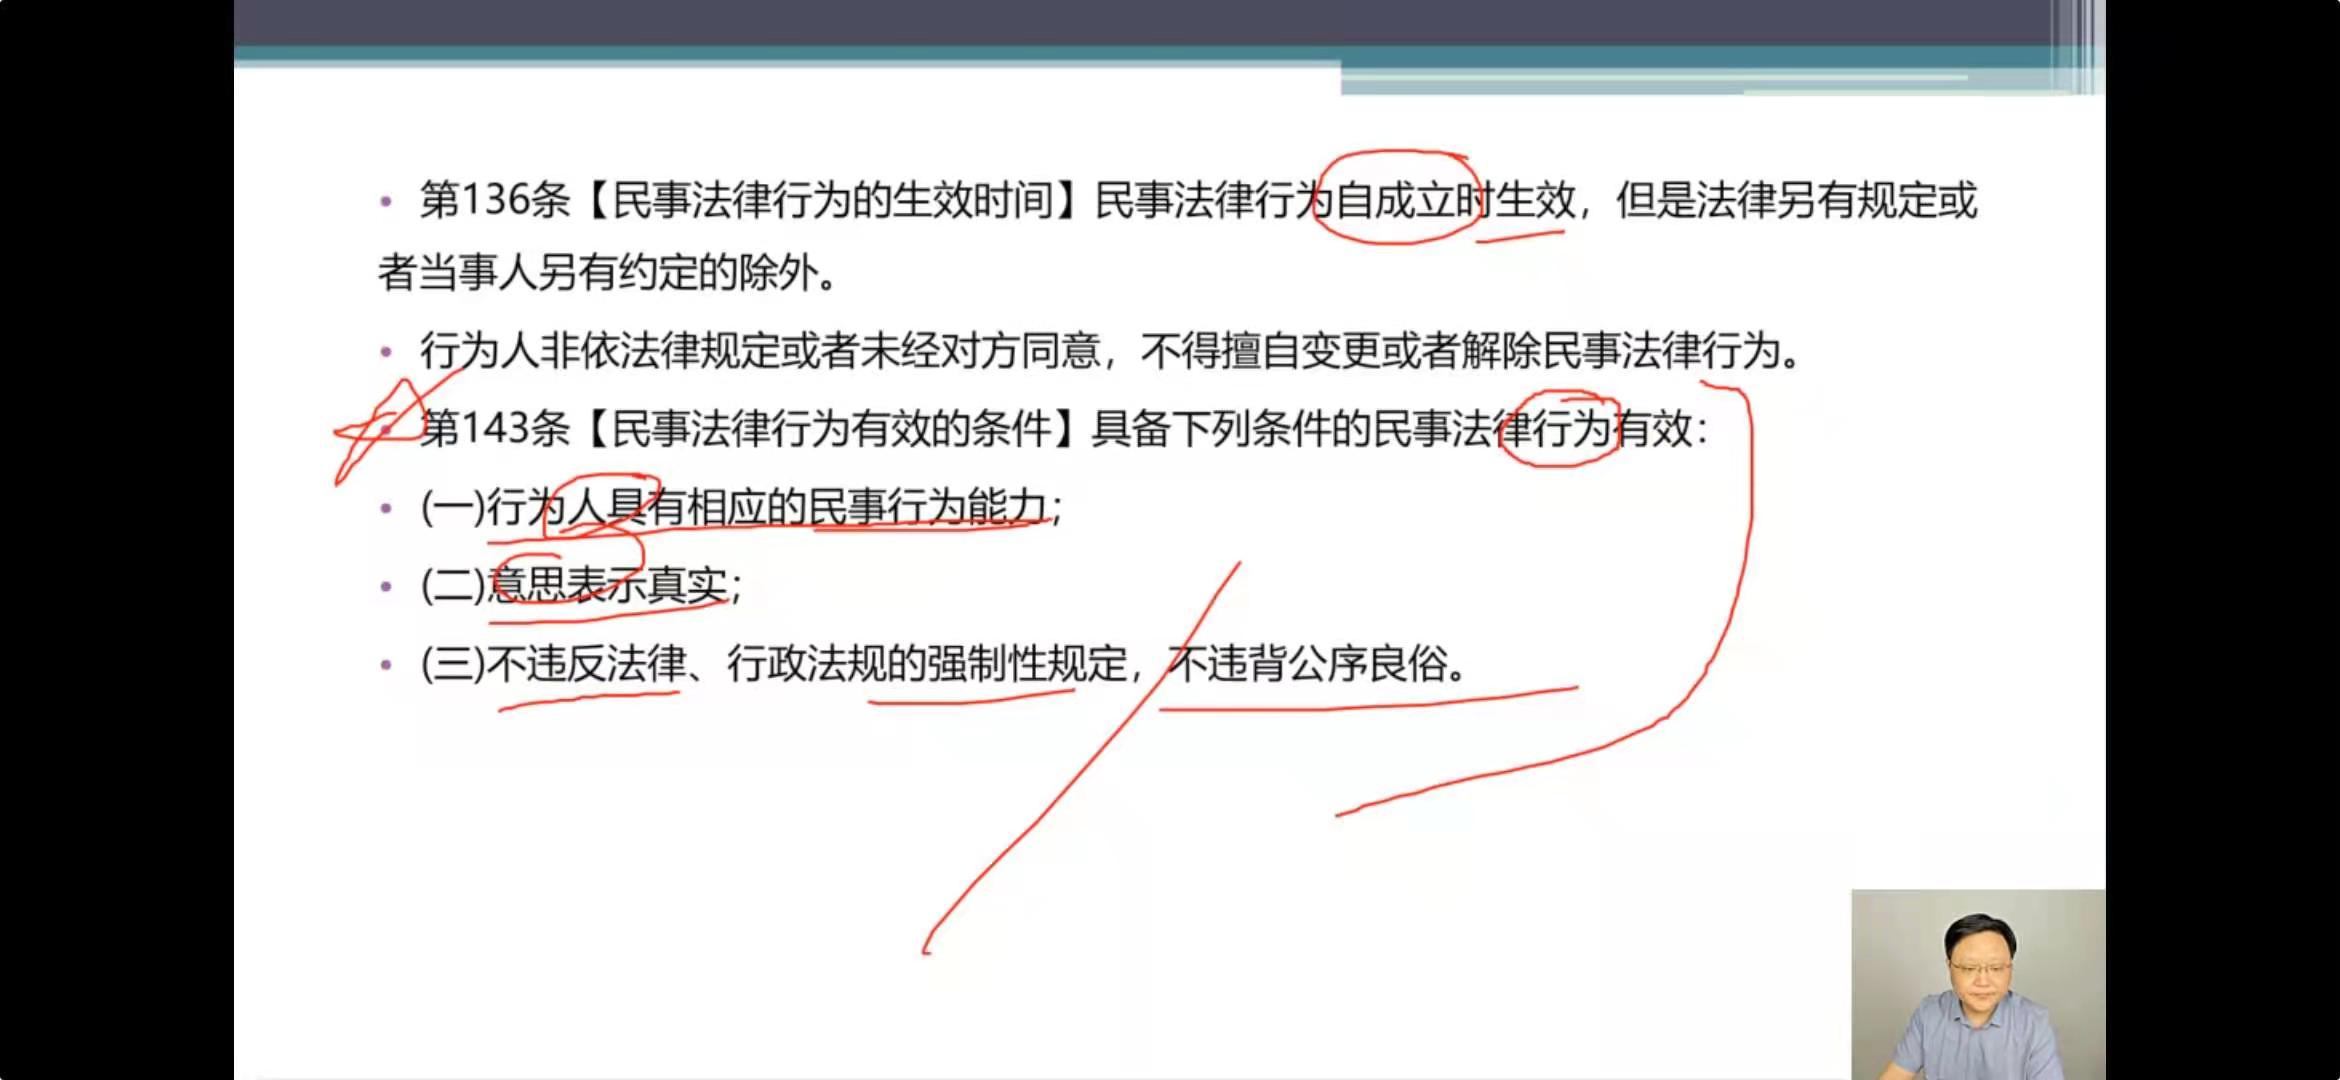 第136条【民事法律行为的生效时间】民事法律行为自成立时生效，但是法律另有规定或
者当事人另有约定的除外。
行为人非依法律规定或者未经对方同意，不得擅自变更或者解除民事法律行为。
第143条【民事法律行为有效的条件】具备下列条件的民事法律行为有效：
(一)行为人具有相应的民事行为能力；
(二)意思表示真实；
(三)不违反法律、行政法规的强制性规定，不违背公序良俗。